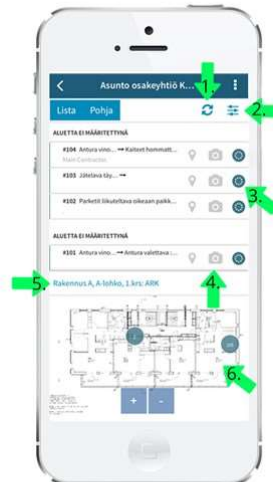 Asunto osakeyhtiö K...
1.
Lista Pohja
2.
ALUETTA EI MÄÄRITETTYNÄ
#104 Antura vino... → Kaiteet hommatt...
Main Contractor
#103 Jätelava täy... →
3.
#102 Parketit liikuteltava oikeaan paikk...
ALUETTA EI MÄÄRITETTYNÄ
#101 Antura vino... → Antura valettava :...
4.
5.
Rakennus A, A-lohko, 1.krs: ARK
6.
+ -